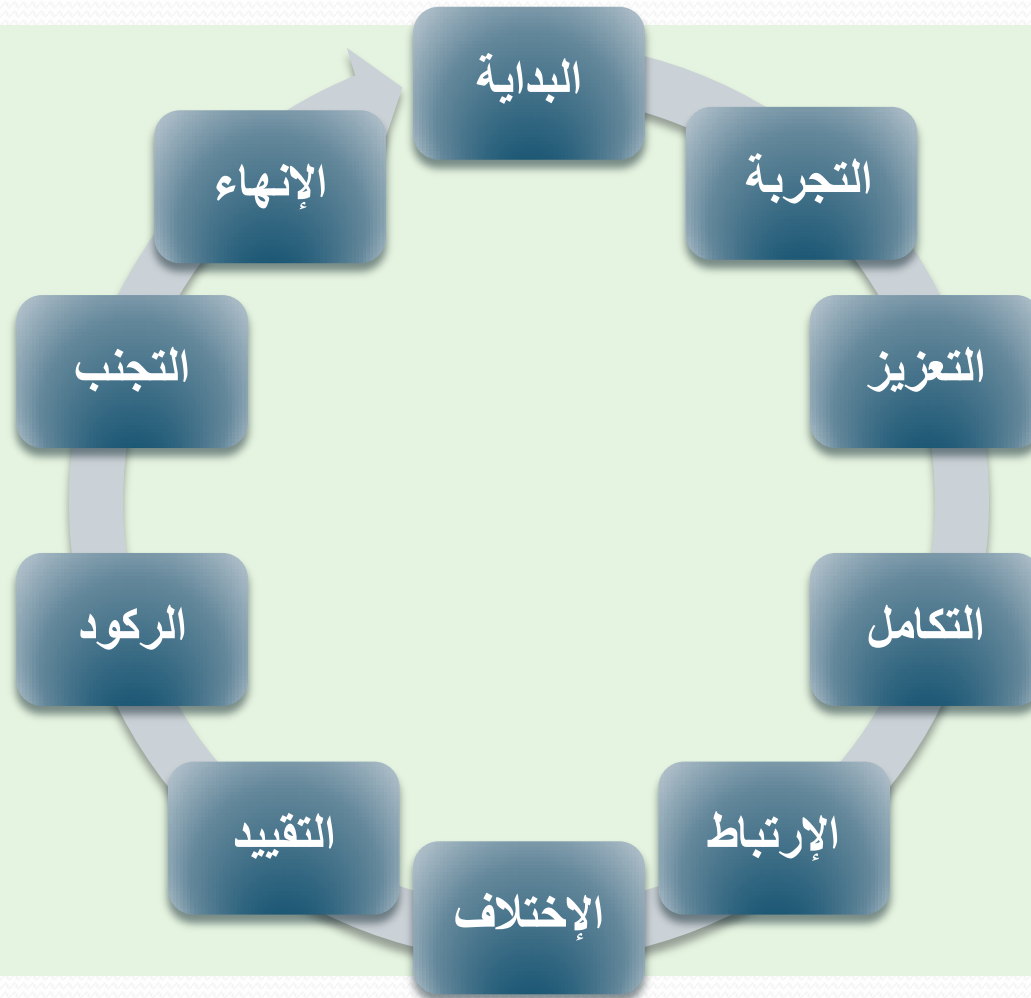 البداية
التجربة
التعزيز
التكامل
الإرتباط
الإختلاف
التقييد
الركود
التجنب
الإنهاء